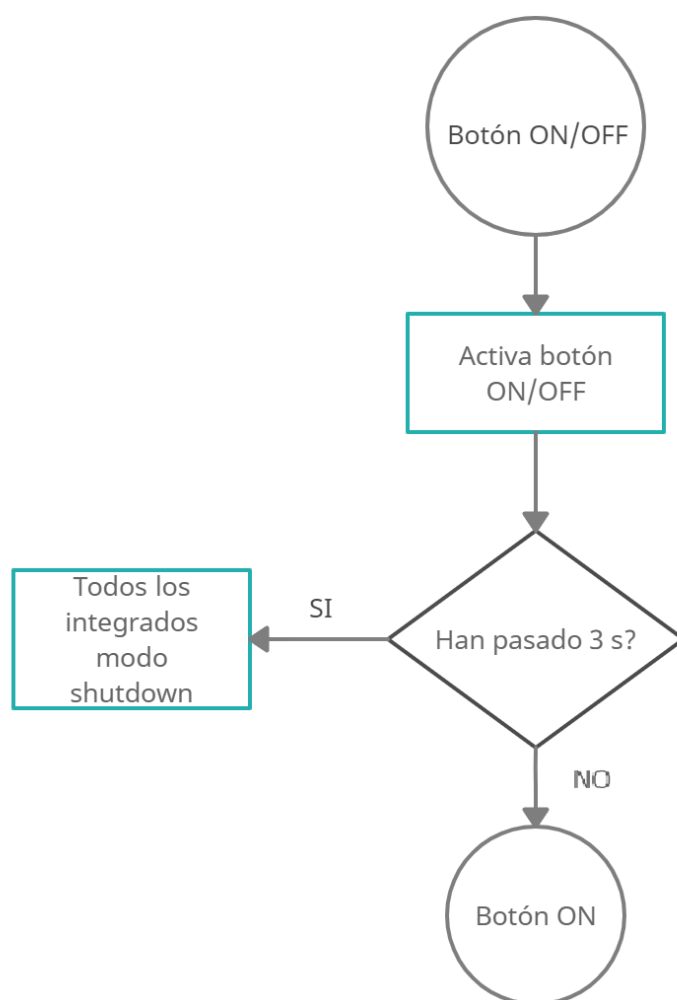 Botón ON/OFF
Activa botón
ON/OFF
Han pasado 3 s?
SI
Todos los
integrados
modo
shutdown
NO
Botón ON